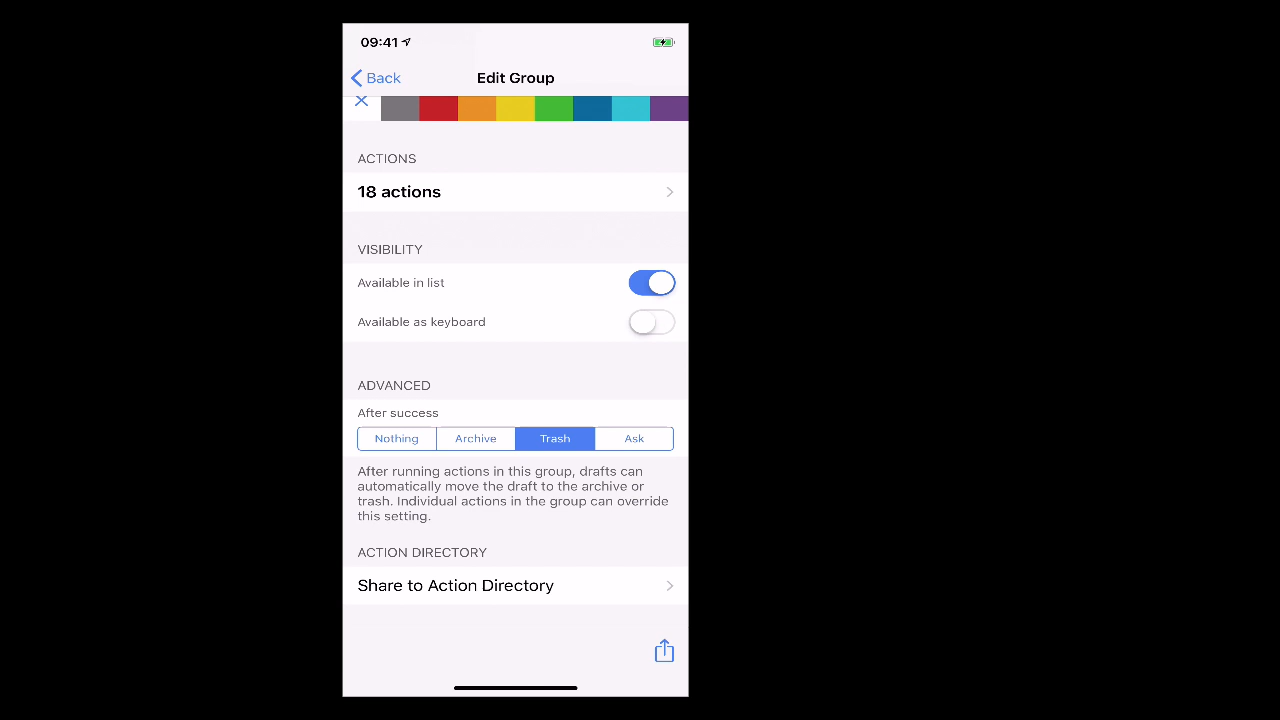 09:41
Back
Edit Group
ACTIONS
18 actions
VISIBILITY
Available in list
Available as keyboard
ADVANCED
After success
Nothing Archive Trash Ask
After running actions in this group, drafts can
automatically move the draft to the archive or
trash. Individual actions in the group can override
this setting.
ACTION DIRECTORY
Share to Action Directory